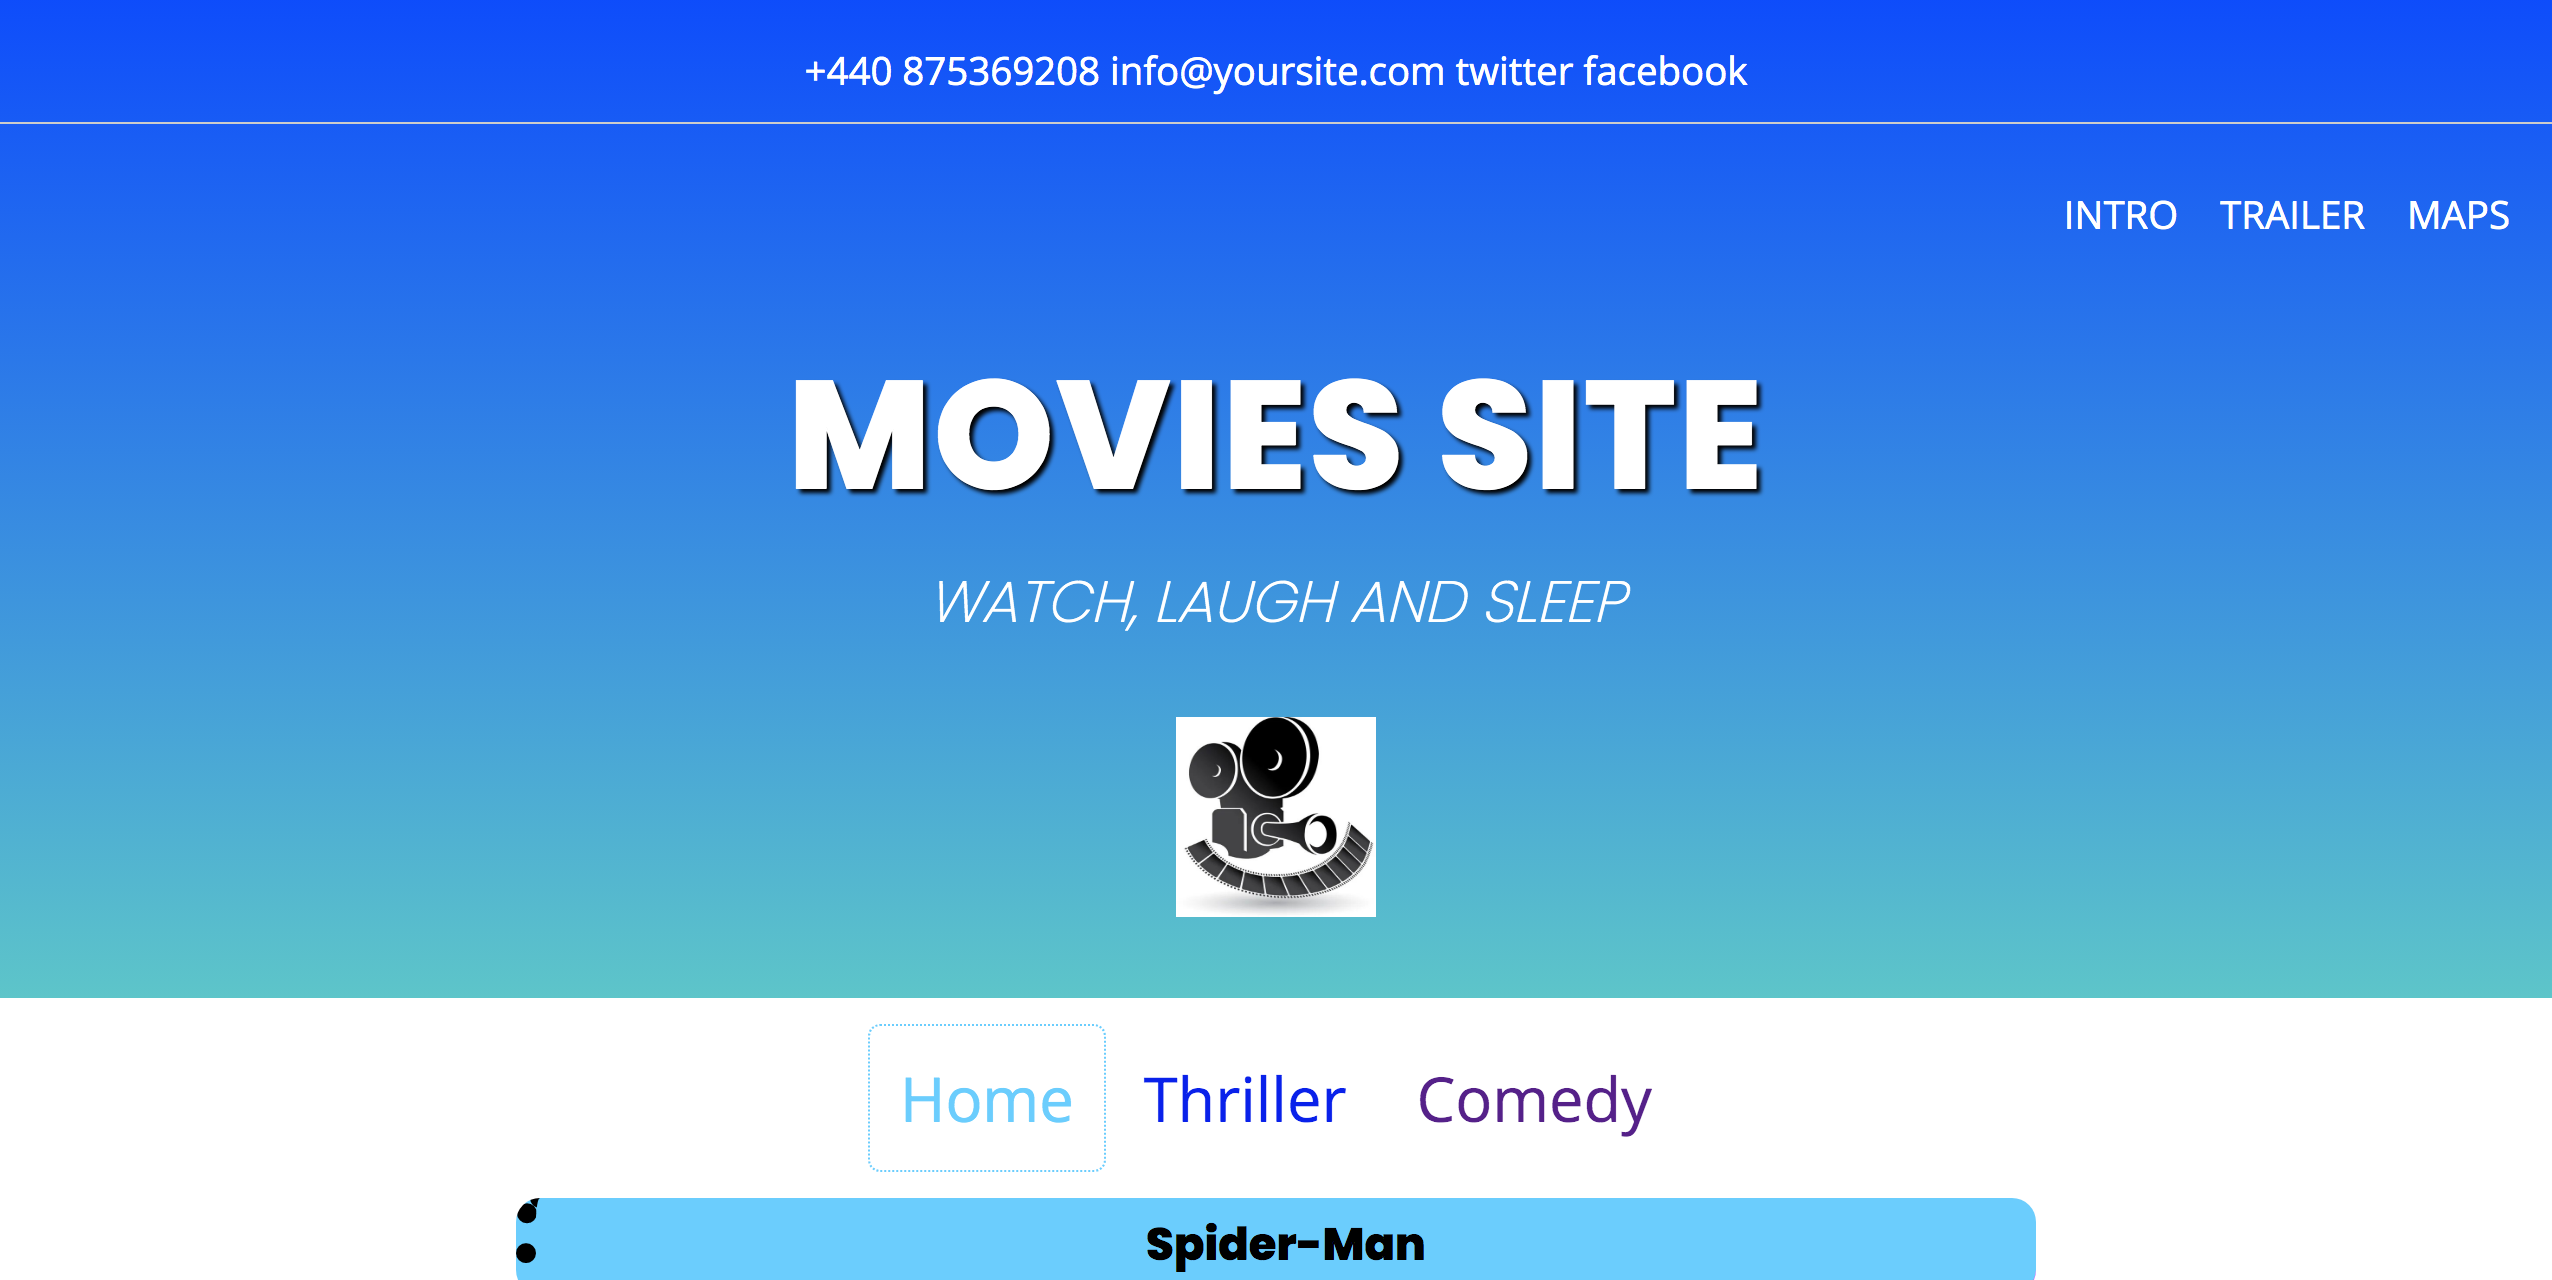 +440 875369208 info@yoursite.com twitter facebook
INTRO TRAILER MAPS
MOVIES SITE
WATCH, LAUGH AND SLEEP
Home Thriller Comedy
Spider-Man